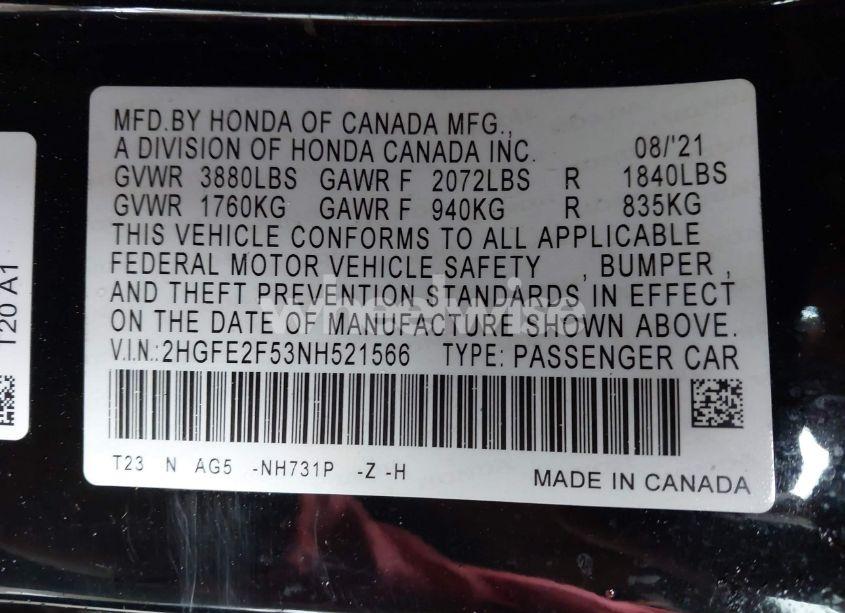 MFD.BY HONDA OF CANADA MFG.,
A DIVISION OF HONDA CANADA INC. 08/'21
GVWR 3880LBS GAWR F 2072LBS R 1840LBS
GVWR 1760KG GAWR F 940KG R 835KG
THIS VEHICLE CONFORMS TO ALL APPLICABLE
FEDERAL MOTOR VEHICLE SAFETY , BUMPER ,
AND THEFT PREVENTION STANDARDS IN EFFECT
ON THE DATE OF MANUFACTURE SHOWN ABOVE.
V.I.N.:2HGFE2F53NH521566 TYPE: PASSENGER CAR
T23 N AG5 -NH731P -Z -H
MADE IN CANADA
T20 A1
wheelwise